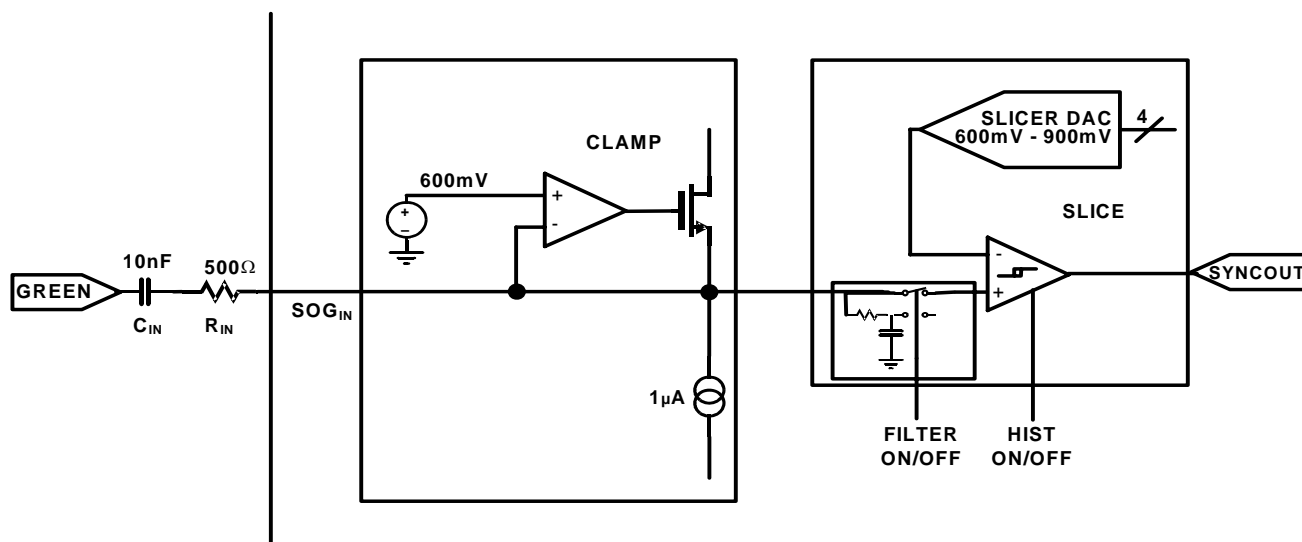 SLICER DAC
600mV - 900mV
4
CLAMP
600mV
+
-
+
−
SLICE
-
+
10nF
500Ω
GREEN
C_IN
R_IN
SOG_IN
SYNCOUT
1µA
FILTER
ON/OFF
HIST
ON/OFF